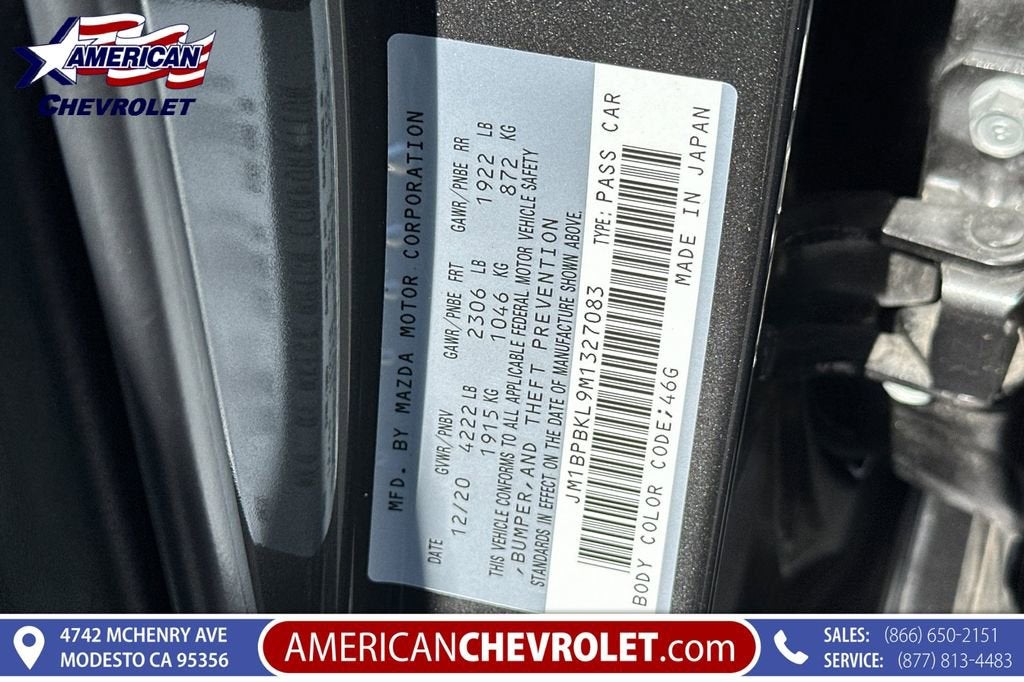 AMERICAN
CHEVROLET
MFD. BY MAZDA MOTOR CORPORATION
DATE GVWR/PNBV GAWR/PNBE FRT GAWR/PNBE RR
12/20 4222 LB 2306 LB 1922 LB
1915 KG 1046 KG 872 KG
THIS VEHICLE CONFORMS TO ALL APPLICABLE FEDERAL MOTOR VEHICLE SAFETY
,BUMPER, AND THEFT PREVENTION
STANDARDS IN EFFECT ON THE DATE OF MANUFACTURE SHOWN ABOVE.
JM1BPBKL9M1327083 TYPE: PASS CAR
BODY COLOR CODE;46G MADE IN JAPAN
4742 MCHENRY AVE
MODESTO CA 95356
AMERICANCHEVROLET.com
SALES: (866) 650-2151
SERVICE: (877) 813-4483